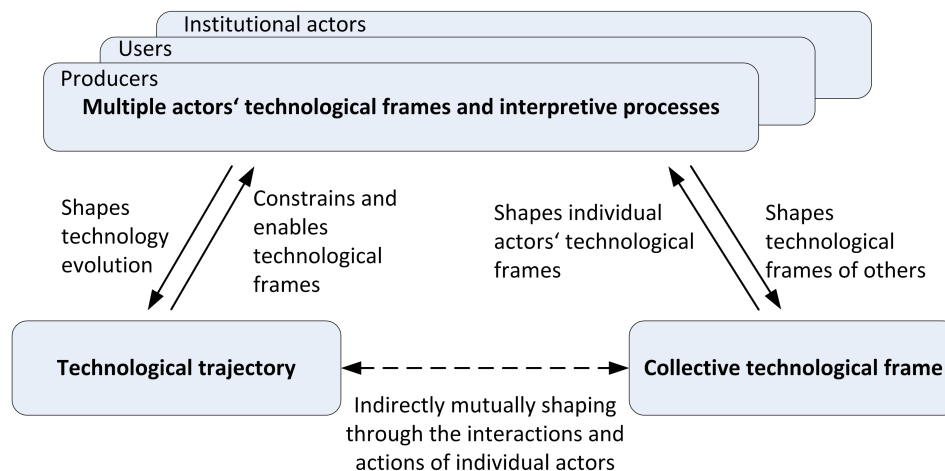 Institutional actors
Users
Producers
Multiple actors‘ technological frames and interpretive processes
Shapes
technology
evolution
Constrains and
enables
technological
frames
Shapes individual
actors‘ technological
frames
Shapes
technological
frames of others
Technological trajectory
Collective technological frame
Indirectly mutually shaping
through the interactions and
actions of individual actors